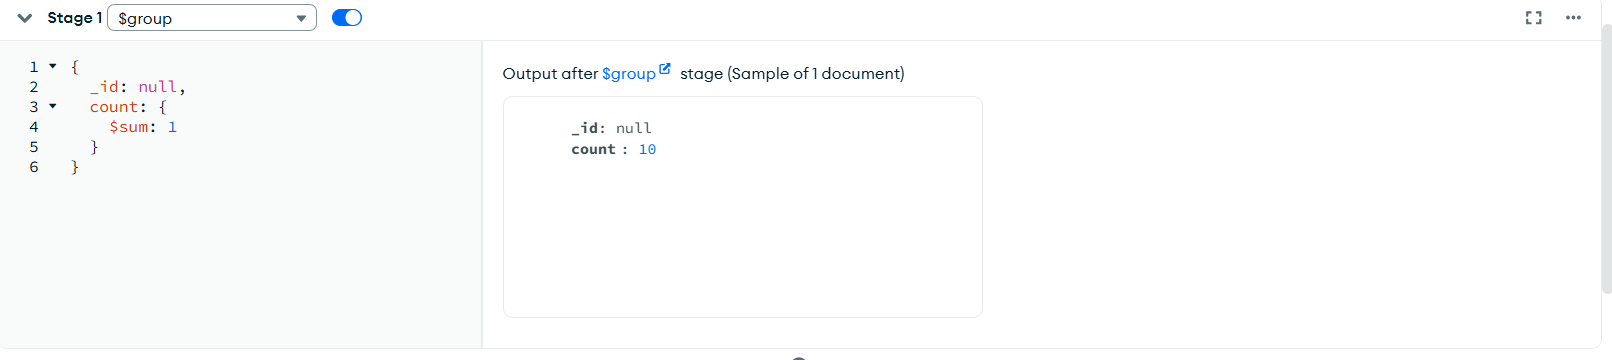 Stage 1 $group
1 {
2 _id: null,
3 count: {
4 $sum: 1
5 }
6 }
Output after $group stage (Sample of 1 document)
_id: null
count : 10